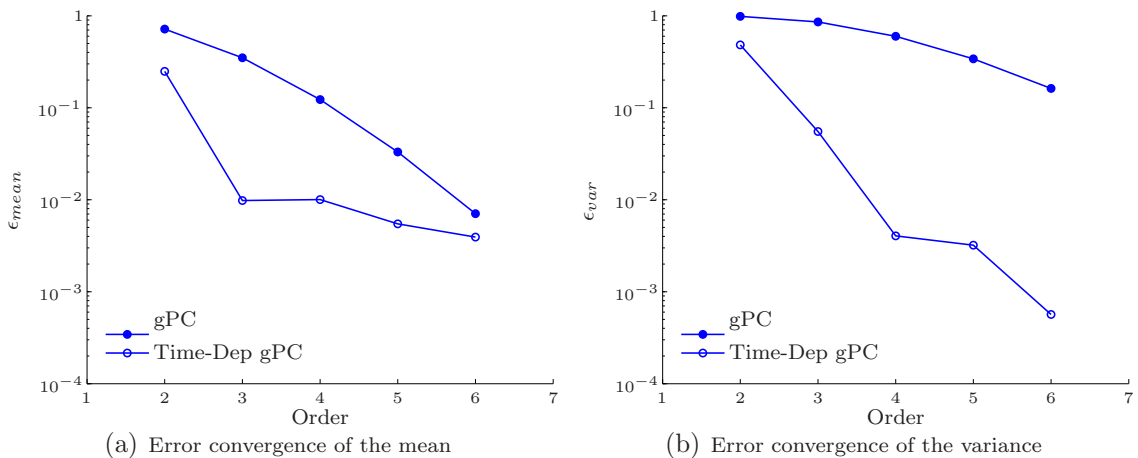 1
10^{-1}
10^{-2}
10^{-3}
10^{-4}
ϵ_{mean}
gPC
Time-Dep gPC
1 2 3 4 5 6 7
Order
(a) Error convergence of the mean
1
10^{-1}
10^{-2}
10^{-3}
10^{-4}
ϵ_{var}
gPC
Time-Dep gPC
1 2 3 4 5 6 7
Order
(b) Error convergence of the variance